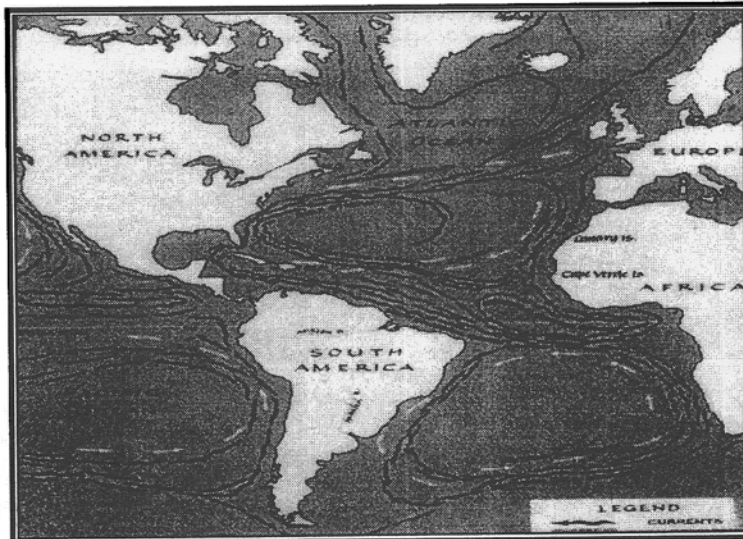 NORTH
AMERICA
ATLANTIC
OCEAN
EUROPE
Canary is.
Cape Verde Is
AFRICA
SOUTH
AMERICA
LEGEND
CURRENTS